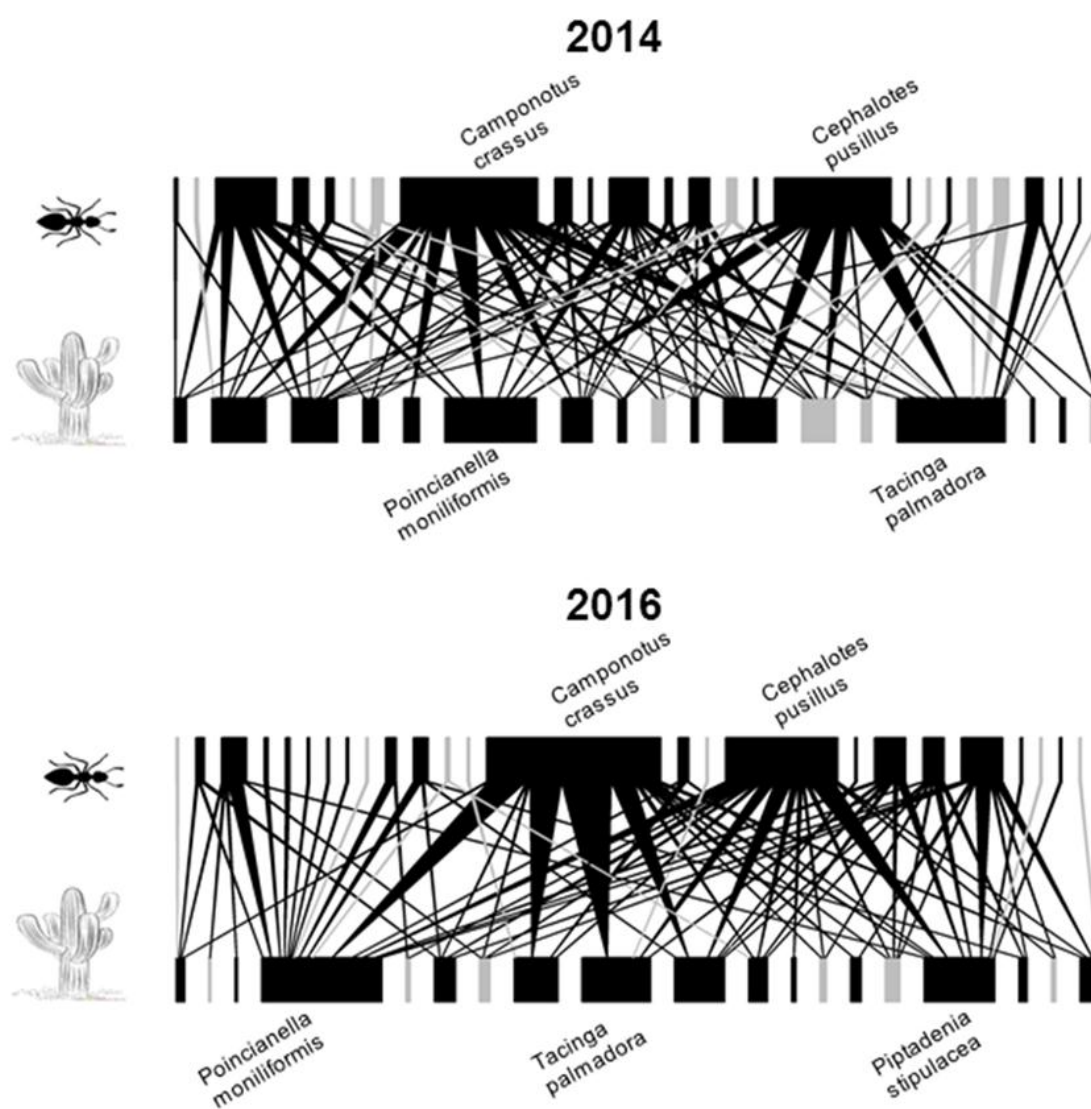 2014
Camponotus
crassus
Cephalotes
pusillus
Poincianella
moniliformis
Tacinga
palmadora
2016
Camponotus
crassus
Cephalotes
pusillus
Poincianella
moniliformis
Tacinga
palmadora
Piptadenia
stipulacea